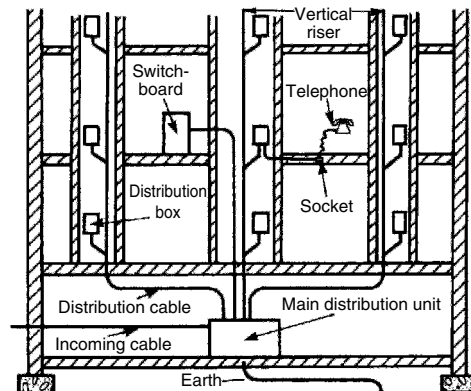 Vertical
riser
Switch-
board
Telephone
Distribution
box
Socket
Distribution cable
Main distribution unit
Incoming cable
Earth